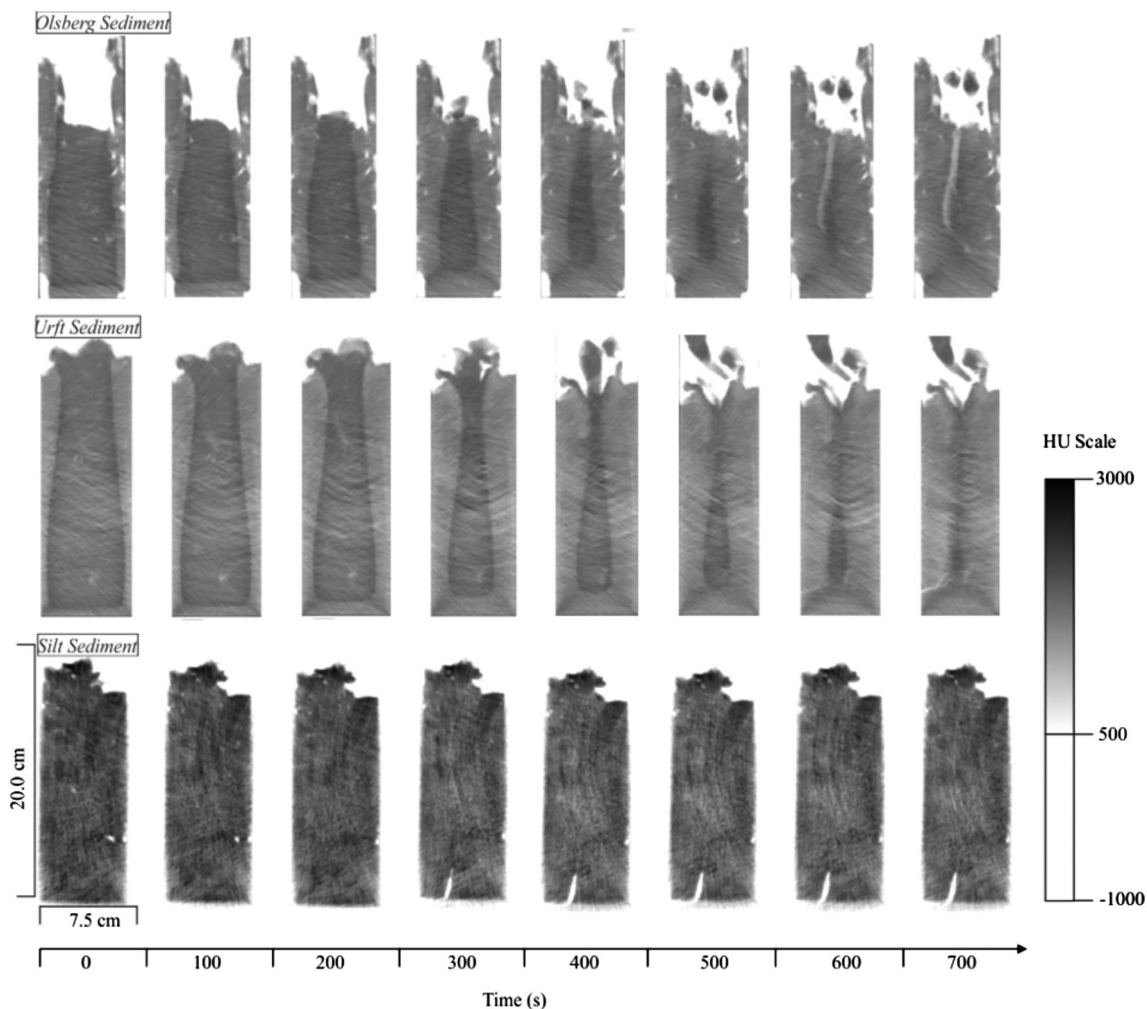 Olsberg Sediment
Urft Sediment
HU Scale
3000
Silt Sediment
500
20.0 cm
-1000
7.5 cm
0 100 200 300 400 500 600 700
Time (s)